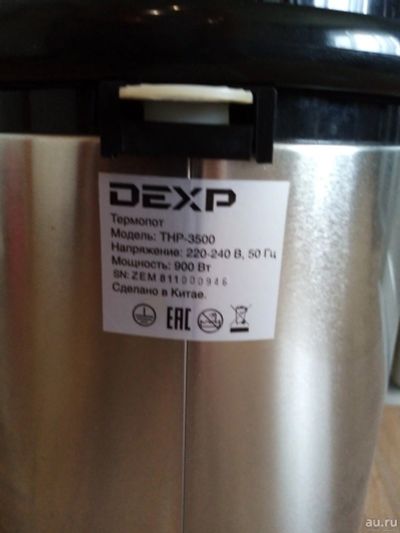 DEXP
Термопот
Модель: THP-3500
Напряжение: 220-240 В, 50 Гц
Мощность: 900 Вт
SN: ZEM 811000946
Сделано в Китае.
EAC
au.ru